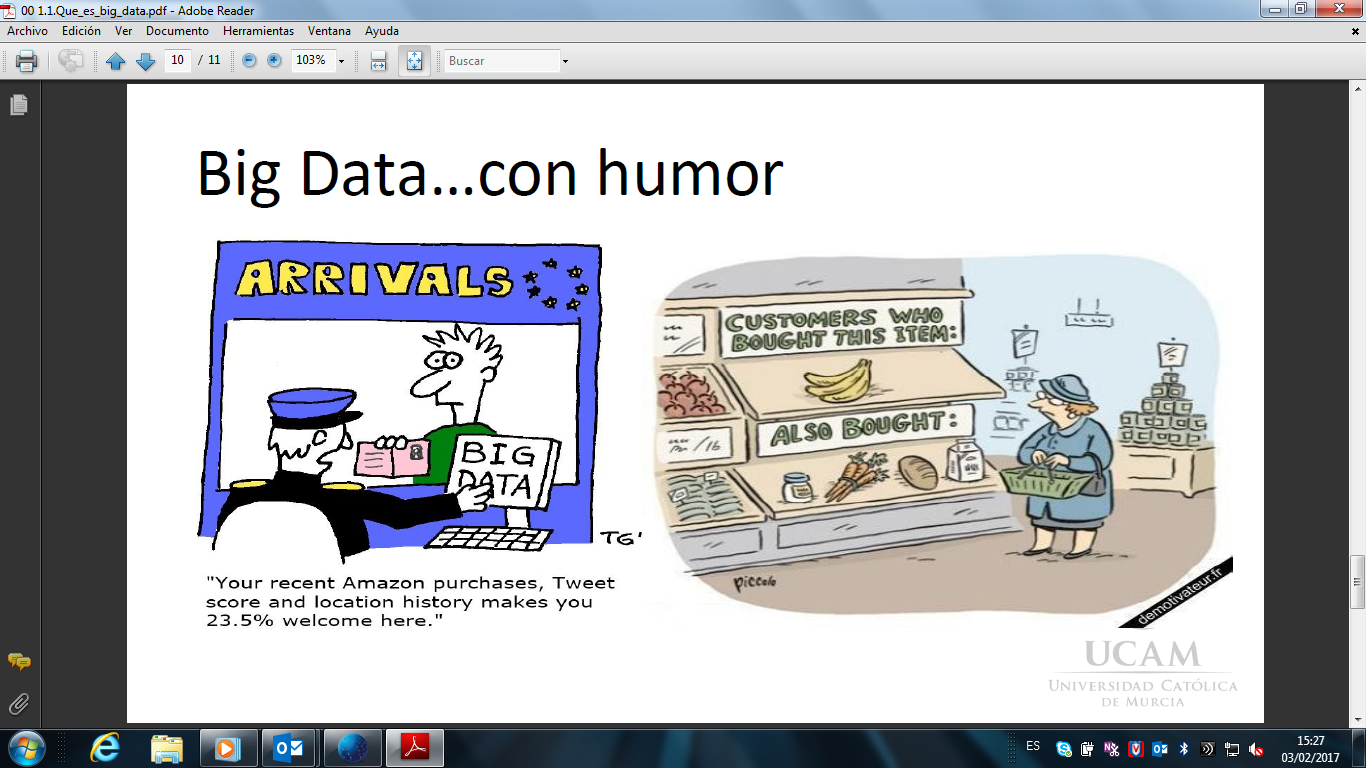 00 1.1.Que_es_big_data.pdf - Adobe Reader
Archivo Edición Ver Documento Herramientas Ventana Ayuda
10 / 11 103% Buscar
Big Data...con humor
ARRIVALS
BIG
DATA
TG'
"Your recent Amazon purchases, Tweet
score and location history makes you
23.5% welcome here."
CUSTOMERS WHO
BOUGHT THIS ITEM:
ALSO BOUGHT:
/16
Piccolo
demotivateur.fr
UCAM
UNIVERSIDAD CATÓLICA
DE MURCIA
ES
15:27
03/02/2017